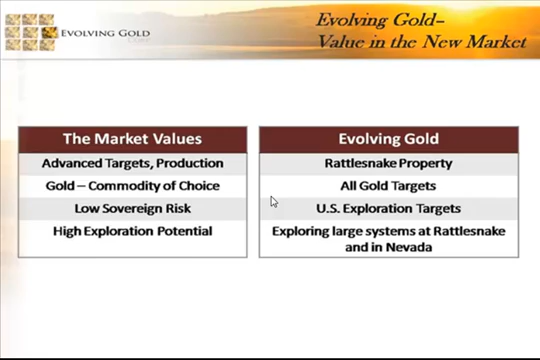 EVOLVING GOLD
CORP
Evolving Gold–
Value in the New Market
The Market Values
Advanced Targets, Production
Gold – Commodity of Choice
Low Sovereign Risk
High Exploration Potential
Evolving Gold
Rattlesnake Property
All Gold Targets
U.S. Exploration Targets
Exploring large systems at Rattlesnake
and in Nevada